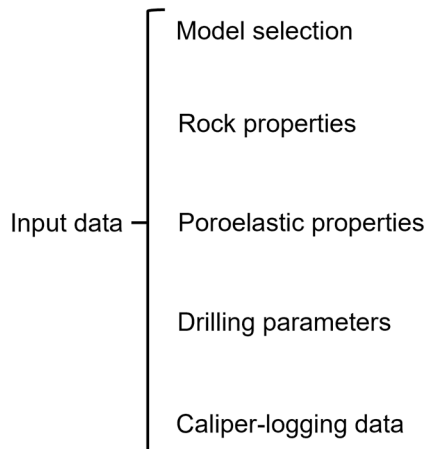 Model selection
Rock properties
Input data
Poroelastic properties
Drilling parameters
Caliper-logging data